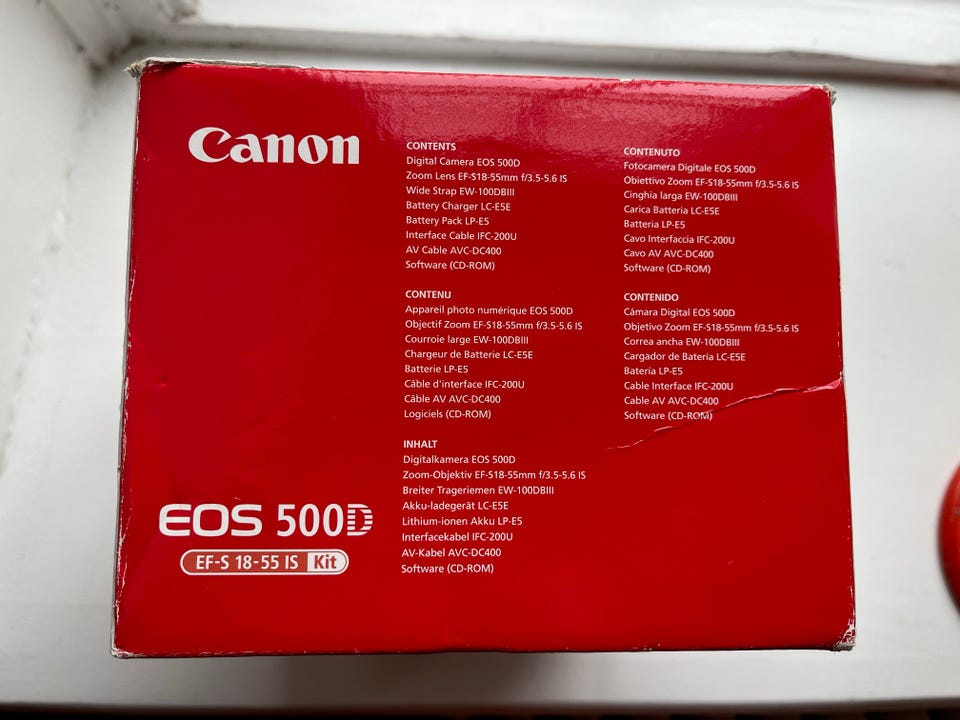 Canon
CONTENTS
Digital Camera EOS 500D
Zoom Lens EF-S18-55mm f/3.5-5.6 IS
Wide Strap EW-100DBIII
Battery Charger LC-E5E
Battery Pack LP-E5
Interface Cable IFC-200U
AV Cable AVC-DC400
Software (CD-ROM)
CONTENUTO
Fotocamera Digitale EOS 500D
Obiettivo Zoom EF-S18-55mm f/3.5-5.6 IS
Cinghia larga EW-100DBIII
Carica Batteria LC-E5E
Batteria LP-E5
Cavo Interfaccia IFC-200U
Cavo AV AVC-DC400
Software (CD-ROM)
CONTENU
Appareil photo numérique EOS 500D
Objectif Zoom EF-S18-55mm f/3.5-5.6 IS
Courroie large EW-100DBIII
Chargeur de Batterie LC-E5E
Batterie LP-E5
Câble d'interface IFC-200U
Câble AV AVC-DC400
Logiciels (CD-ROM)
CONTENIDO
Cámara Digital EOS 500D
Objetivo Zoom EF-S18-55mm f/3.5-5.6 IS
Correa ancha EW-100DBIII
Cargador de Batería LC-E5E
Batería LP-E5
Cable Interface IFC-200U
Cable AV AVC-DC400
Software (CD-ROM)
INHALT
Digitalkamera EOS 500D
Zoom-Objektiv EF-S18-55mm f/3.5-5.6 IS
Breiter Trageriemen EW-100DBIII
Akku-ladegerät LC-E5E
Lithium-ionen Akku LP-E5
Interfacekabel IFC-200U
AV-Kabel AVC-DC400
Software (CD-ROM)
EOS 500D
EF-S 18-55 IS Kit